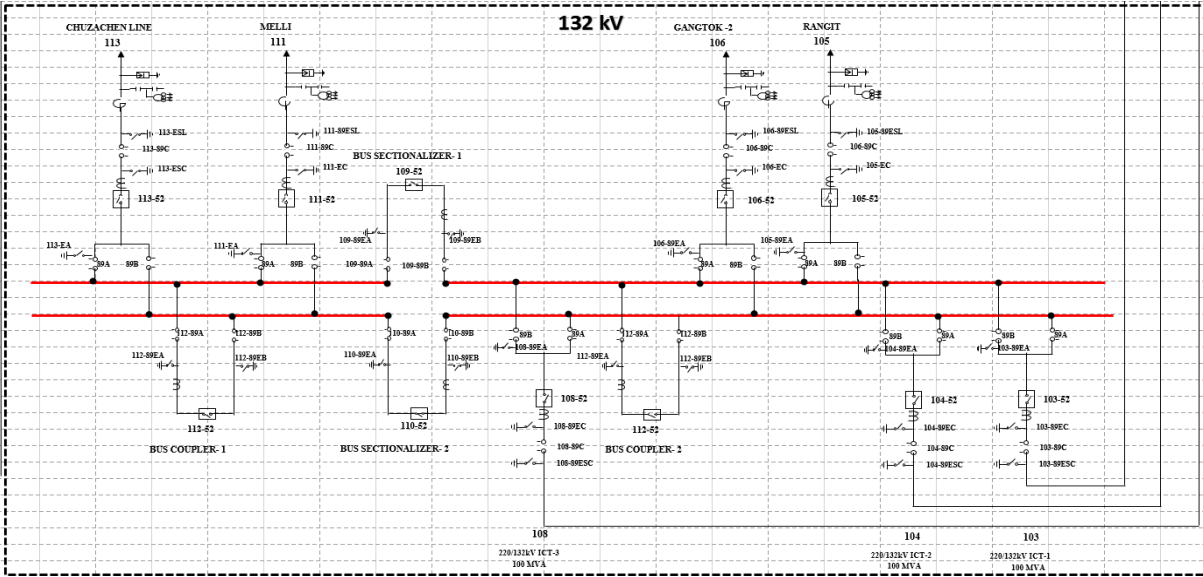 132 kV
CHUZACHEN LINE
113
MELLI
111
GANGTOK -2
106
RANGIT
105
113-ESL
113-89C
113-ESC
113-52
111-89ESL
111-89C
111-EC
111-52
BUS SECTIONALIZER- 1
109-52
106-89ESL
106-89C
106-EC
106-52
105-89ESL
106-89C
105-EC
105-52
113-EA
89A
89B
111-EA
89A
89B
109-89EA
109-89A
109-89EB
109-89B
106-89EA
89A
89B
105-89EA
89A
89B
12-89A
112-89B
112-89EA
112-89EB
112-52
BUS COUPLER- 1
10-89A
10-89B
110-89EA
110-89EB
110-52
BUS SECTIONALIZER- 2
89B
89A
108-89EA
108-52
108-89EC
108-89C
108-89ESC
12-89A
12-89B
112-89EA
112-89EB
112-52
BUS COUPLER- 2
89B
89A
104-89EA
104-52
104-89EC
104-89C
104-89ESC
89B
89A
103-89EA
103-52
103-89EC
103-89C
103-89ESC
108
220/132kV ICT-3
100 MVA
104
220/132kV ICT-2
100 MVA
103
220/132kV ICT-1
100 MVA